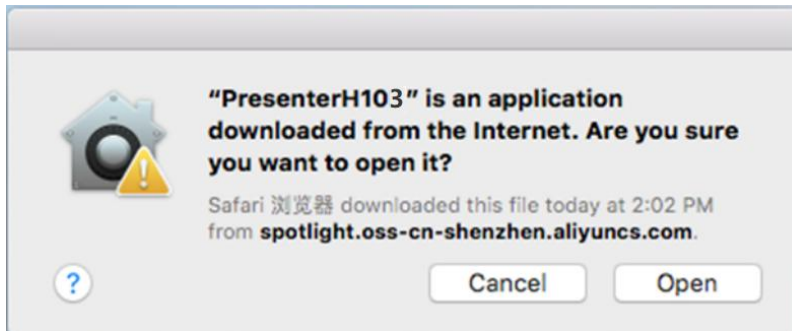 “PresenterH103” is an application
downloaded from the Internet. Are you sure
you want to open it?
Safari 浏览器 downloaded this file today at 2:02 PM
from spotlight.oss-cn-shenzhen.aliyuncs.com.
?
Cancel
Open